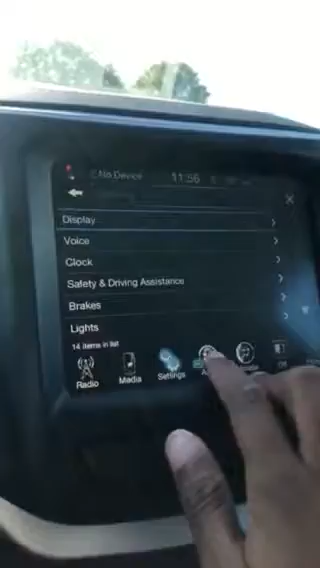 No Device 11:56
Display
Voice
Clock
Safety & Driving Assistance
Brakes
Lights
14 items in list
Radio
Media
Settings